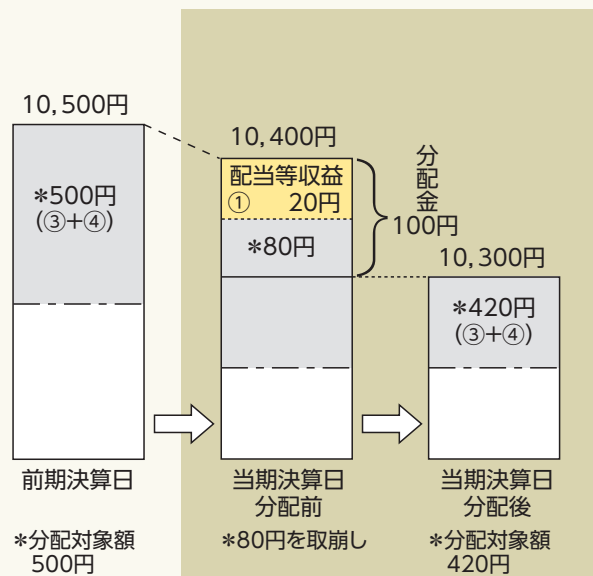 10,500円
*500円
(③+④)
前期決算日
*分配対象額
500円
10,400円
配当等収益
① 20円
*80円
分配金
100円
当期決算日
分配前
*80円を取崩し
10,300円
*420円
(③+④)
当期決算日
分配後
*分配対象額
420円